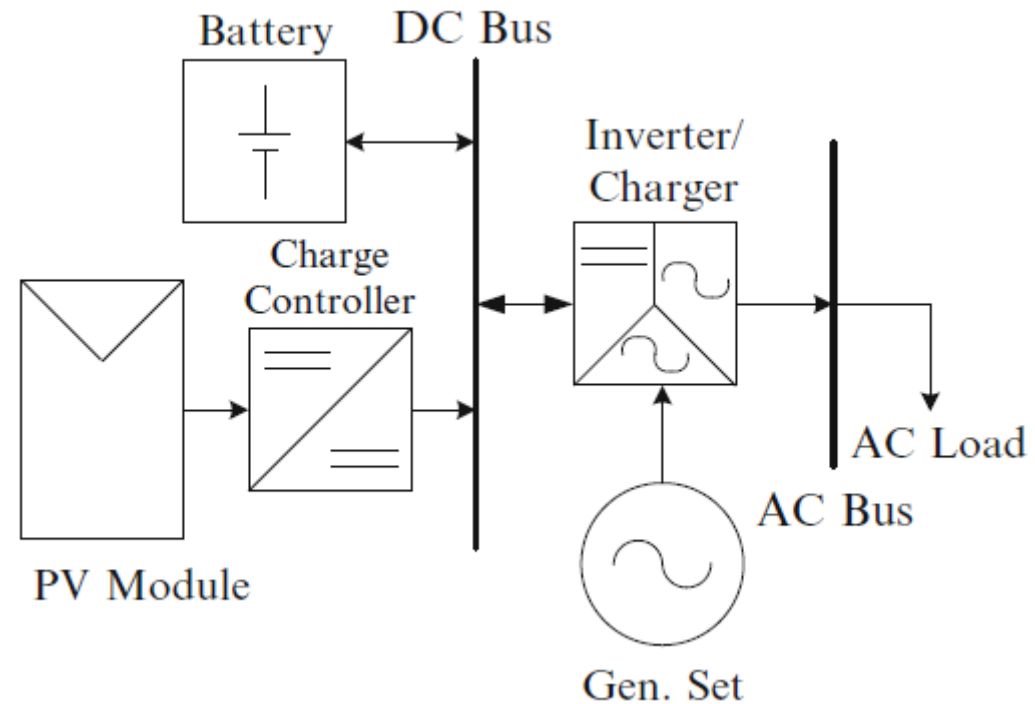 Battery
DC Bus
Inverter/
Charger
Charge
Controller
AC Load
AC Bus
PV Module
Gen. Set